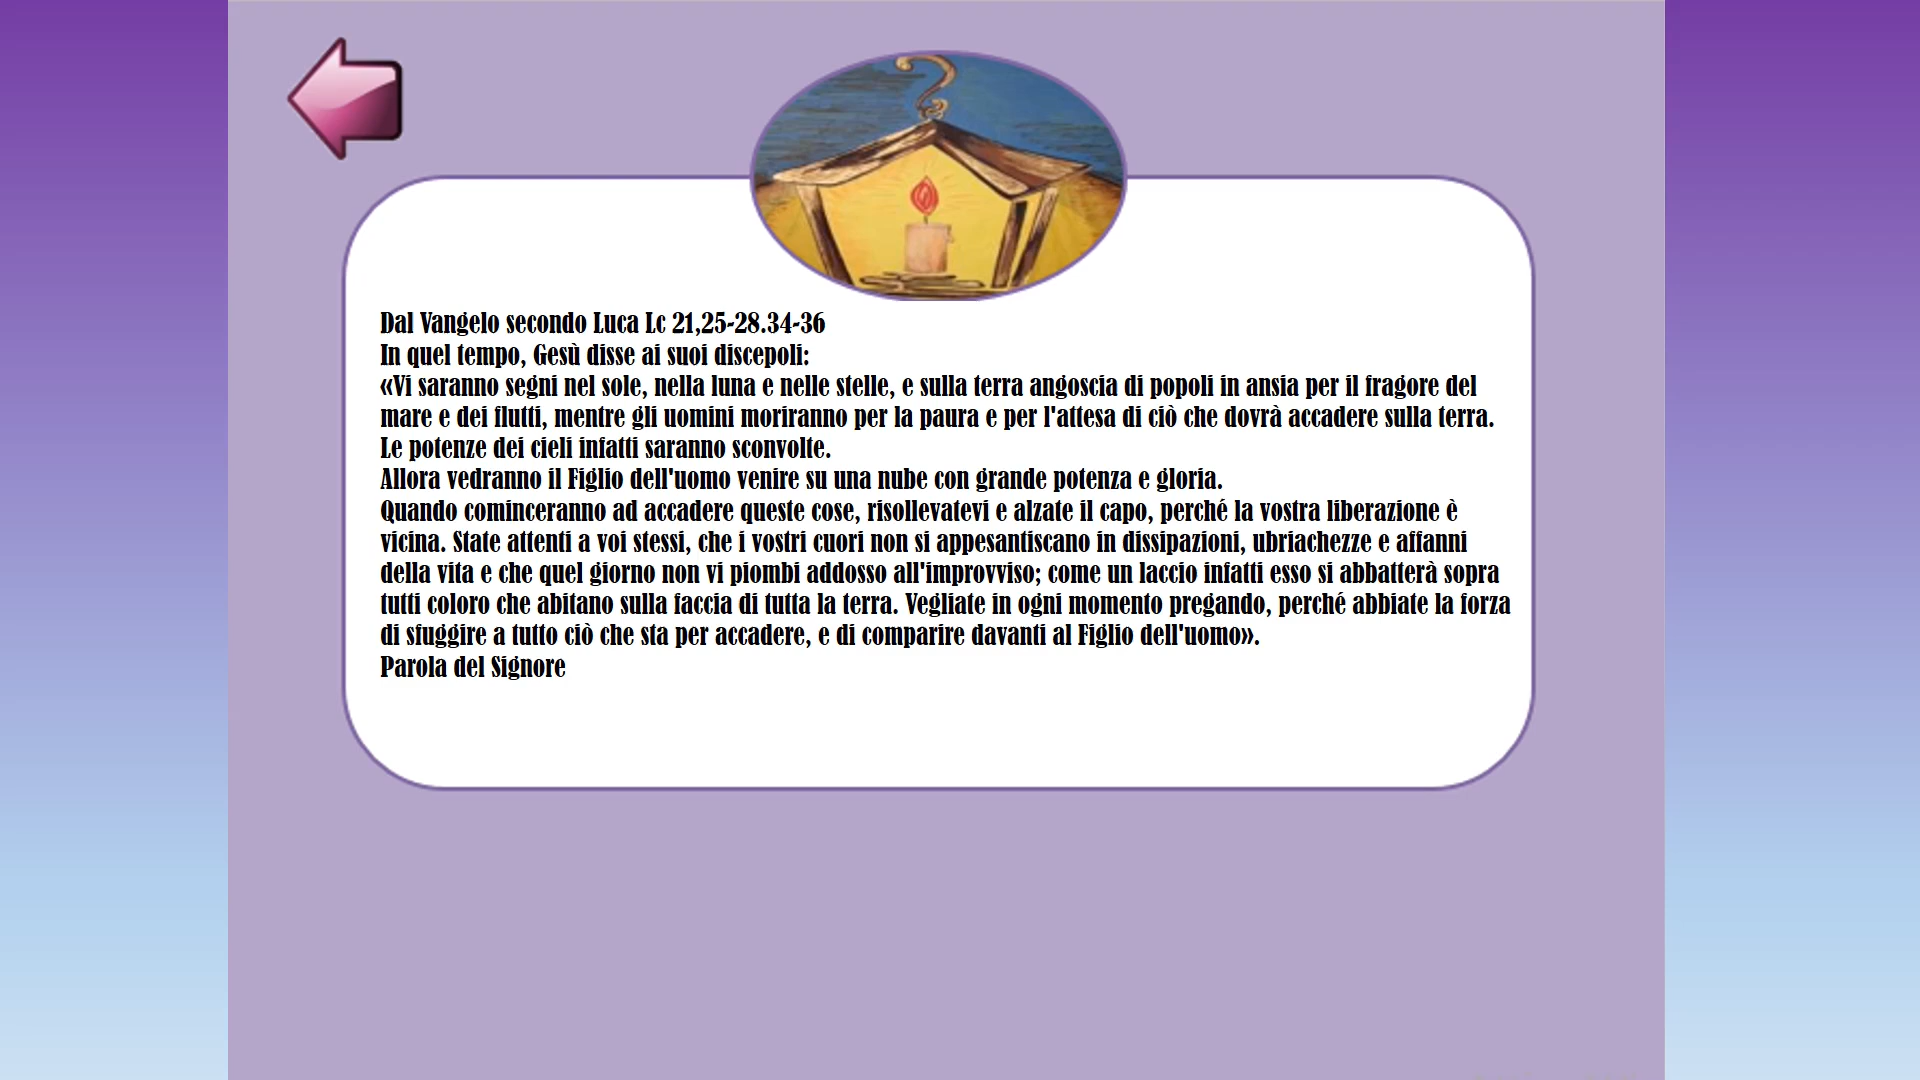 Dal Vangelo secondo Luca Lc 21,25-28.34-36
In quel tempo, Gesù disse ai suoi discepoli:
«Vi saranno segni nel sole, nella luna e nelle stelle, e sulla terra angoscia di popoli in ansia per il fragore del
mare e dei flutti, mentre gli uomini moriranno per la paura e per l'attesa di ciò che dovrà accadere sulla terra.
Le potenze dei cieli infatti saranno sconvolte.
Allora vedranno il Figlio dell'uomo venire su una nube con grande potenza e gloria.
Quando cominceranno ad accadere queste cose, risollevatevi e alzate il capo, perché la vostra liberazione è
vicina. State attenti a voi stessi, che i vostri cuori non si appesantiscano in dissipazioni, ubriachezze e affanni
della vita e che quel giorno non vi piombi addosso all'improvviso; come un laccio infatti esso si abbatterà sopra
tutti coloro che abitano sulla faccia di tutta la terra. Vegliate in ogni momento pregando, perché abbiate la forza
di sfuggire a tutto ciò che sta per accadere, e di comparire davanti al Figlio dell'uomo».
Parola del Signore